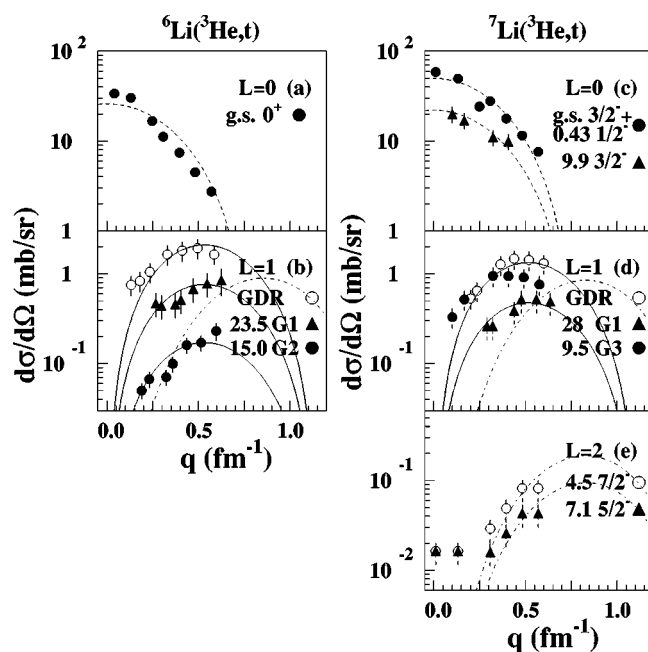 ⁶Li(³He,t)
⁷Li(³He,t)
dσ/dΩ (mb/sr)
10²
10
1
L=0 (a)
g.s. 0⁺
1
10⁻¹
L=1 (b)
GDR
23.5 G1
15.0 G2
0.0 0.5 1.0
q (fm⁻¹)
dσ/dΩ (mb/sr)
10²
10
L=0 (c)
g.s. 3/2⁻+
0.43 1/2⁻
9.9 3/2⁻
1
10⁻¹
L=1 (d)
GDR
28 G1
9.5 G3
10⁻¹
10⁻²
L=2 (e)
4.5 7/2⁻
7.1 5/2⁻
0.0 0.5 1.0
q (fm⁻¹)